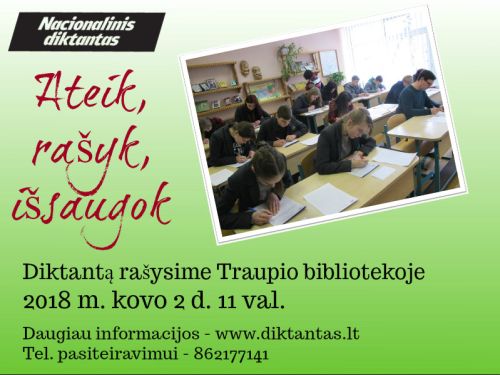 Nacionalinis
diktantas
Ateik,
rašyk,
išsaugok
Diktantą rašysime Traupio bibliotekoje
2018 m. kovo 2 d. 11 val.
Daugiau informacijos - www.diktantas.lt
Tel. pasiteiravimui - 862177141